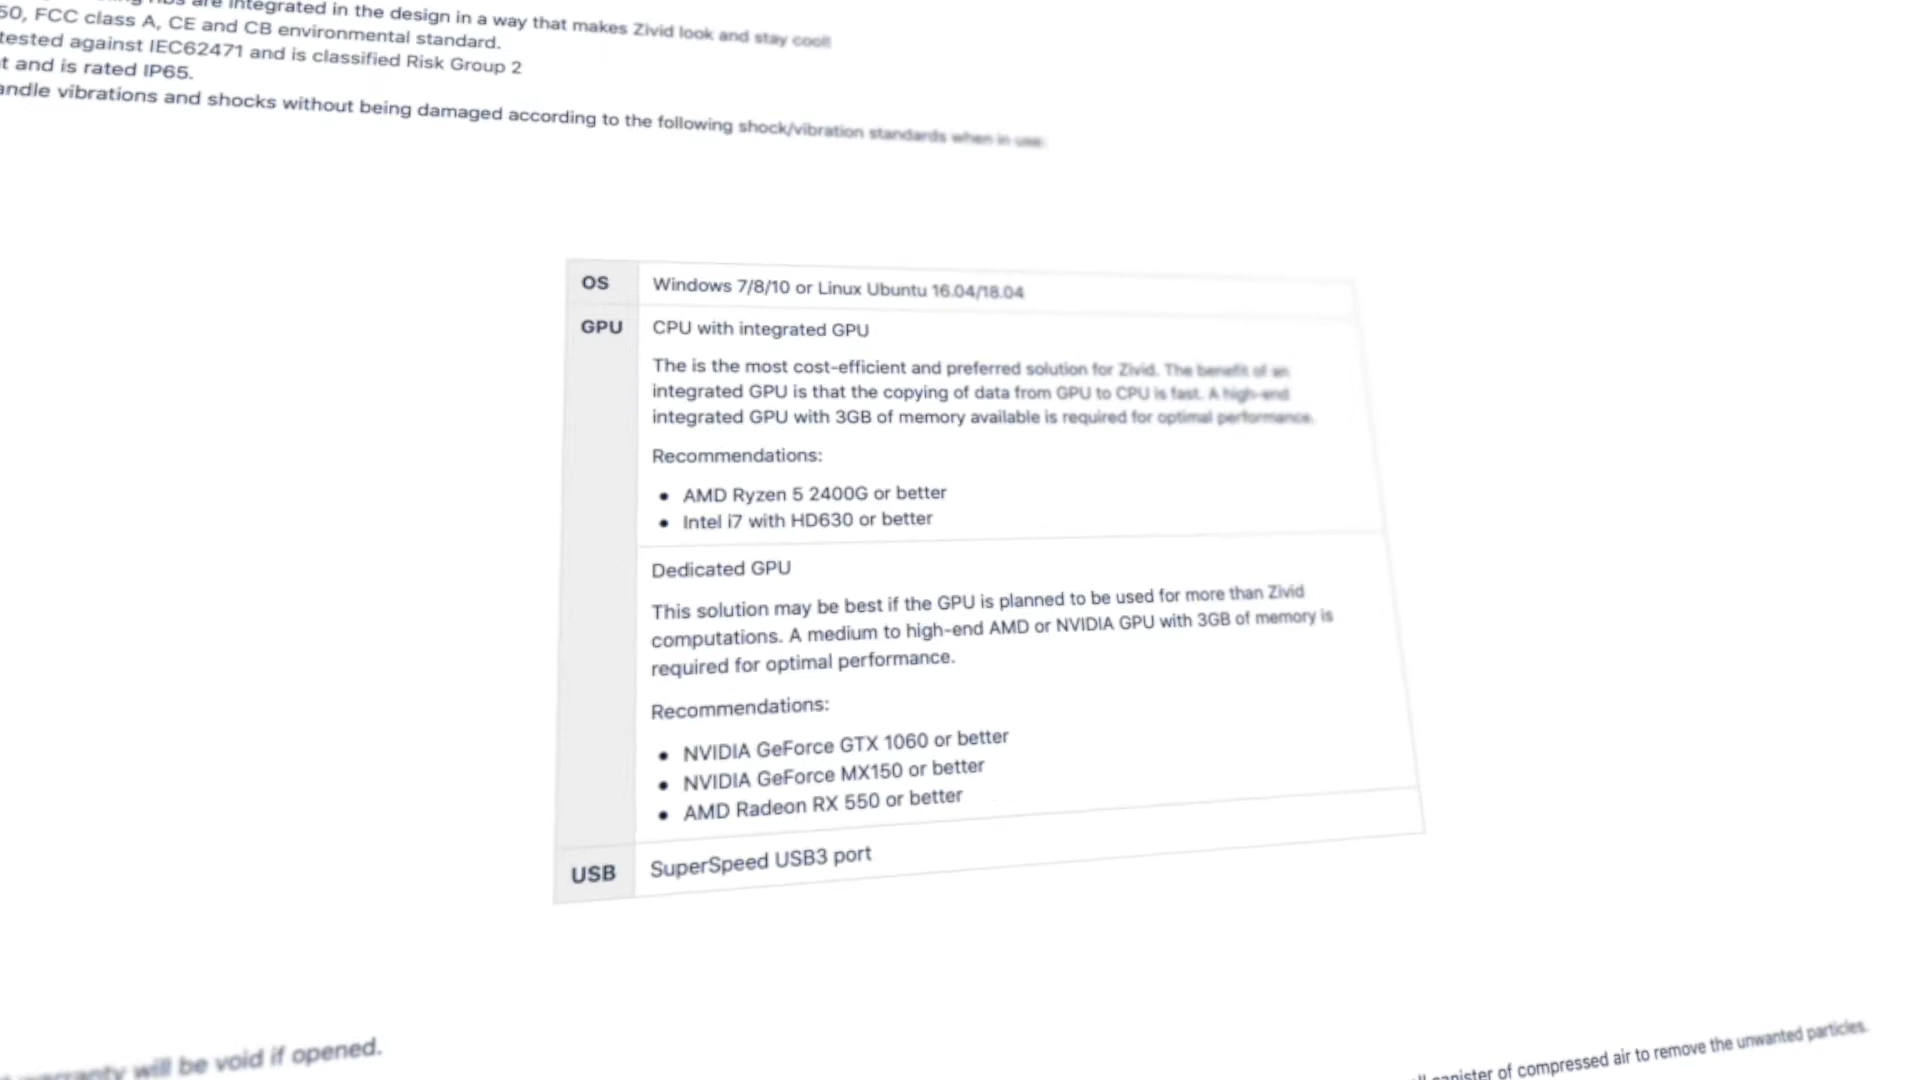 are integrated in the design in a way that makes Zivid look and stay cool!
50, FCC class A, CE and CB environmental standard.
tested against IEC62471 and is classified Risk Group 2
t and is rated IP65.
andle vibrations and shocks without being damaged according to the following shock/vibration standards when in use:
OS Windows 7/8/10 or Linux Ubuntu 16.04/18.04
GPU CPU with integrated GPU
The is the most cost-efficient and preferred solution for Zivid. The benefit of an
integrated GPU is that the copying of data from GPU to CPU is fast. A high-end
integrated GPU with 3GB of memory available is required for optimal performance.
Recommendations:
• AMD Ryzen 5 2400G or better
• Intel i7 with HD630 or better
Dedicated GPU
This solution may be best if the GPU is planned to be used for more than Zivid
computations. A medium to high-end AMD or NVIDIA GPU with 3GB of memory is
required for optimal performance.
Recommendations:
• NVIDIA GeForce GTX 1060 or better
• NVIDIA GeForce MX150 or better
• AMD Radeon RX 550 or better
USB SuperSpeed USB3 port
warranty will be void if opened.
canister of compressed air to remove the unwanted particles.